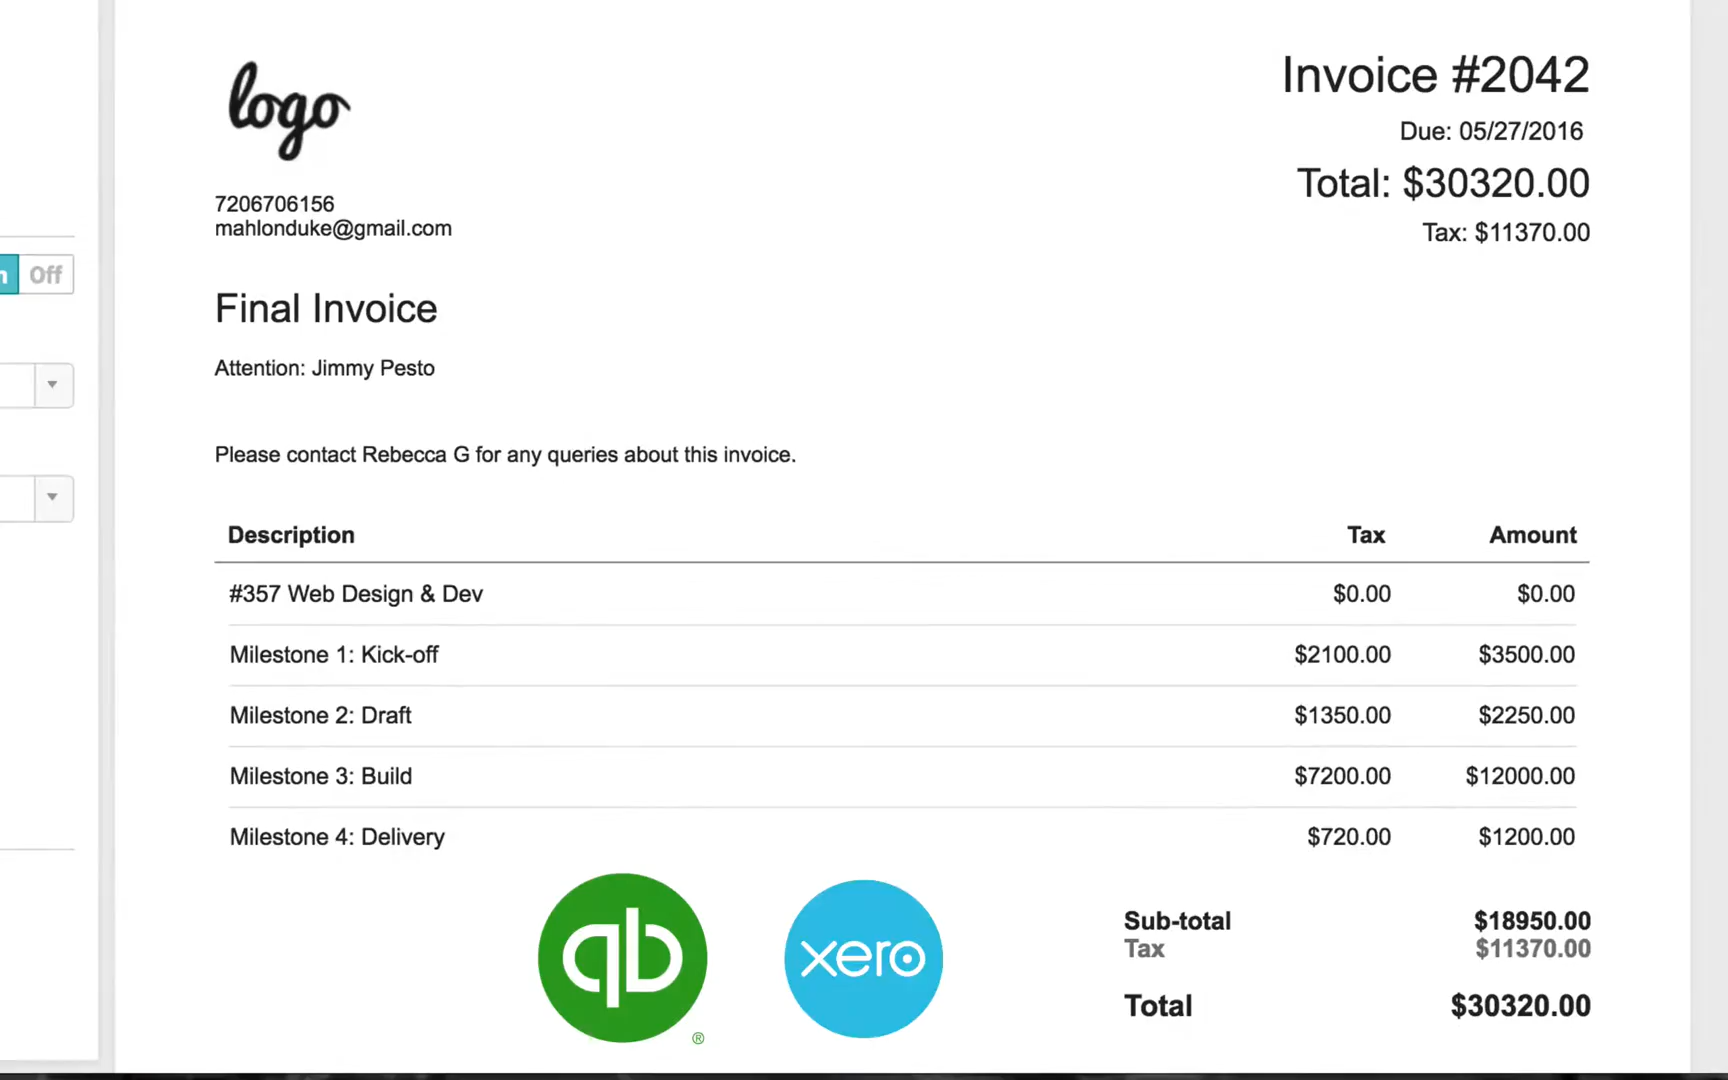 logo
Invoice #2042
Due: 05/27/2016
Total: $30320.00
Tax: $11370.00
7206706156
mahlonduke@gmail.com
Off
Final Invoice
Attention: Jimmy Pesto
Please contact Rebecca G for any queries about this invoice.
Description Tax Amount
#357 Web Design & Dev $0.00 $0.00
Milestone 1: Kick-off $2100.00 $3500.00
Milestone 2: Draft $1350.00 $2250.00
Milestone 3: Build $7200.00 $12000.00
Milestone 4: Delivery $720.00 $1200.00
qb ®
xero
Sub-total $18950.00
Tax $11370.00
Total $30320.00